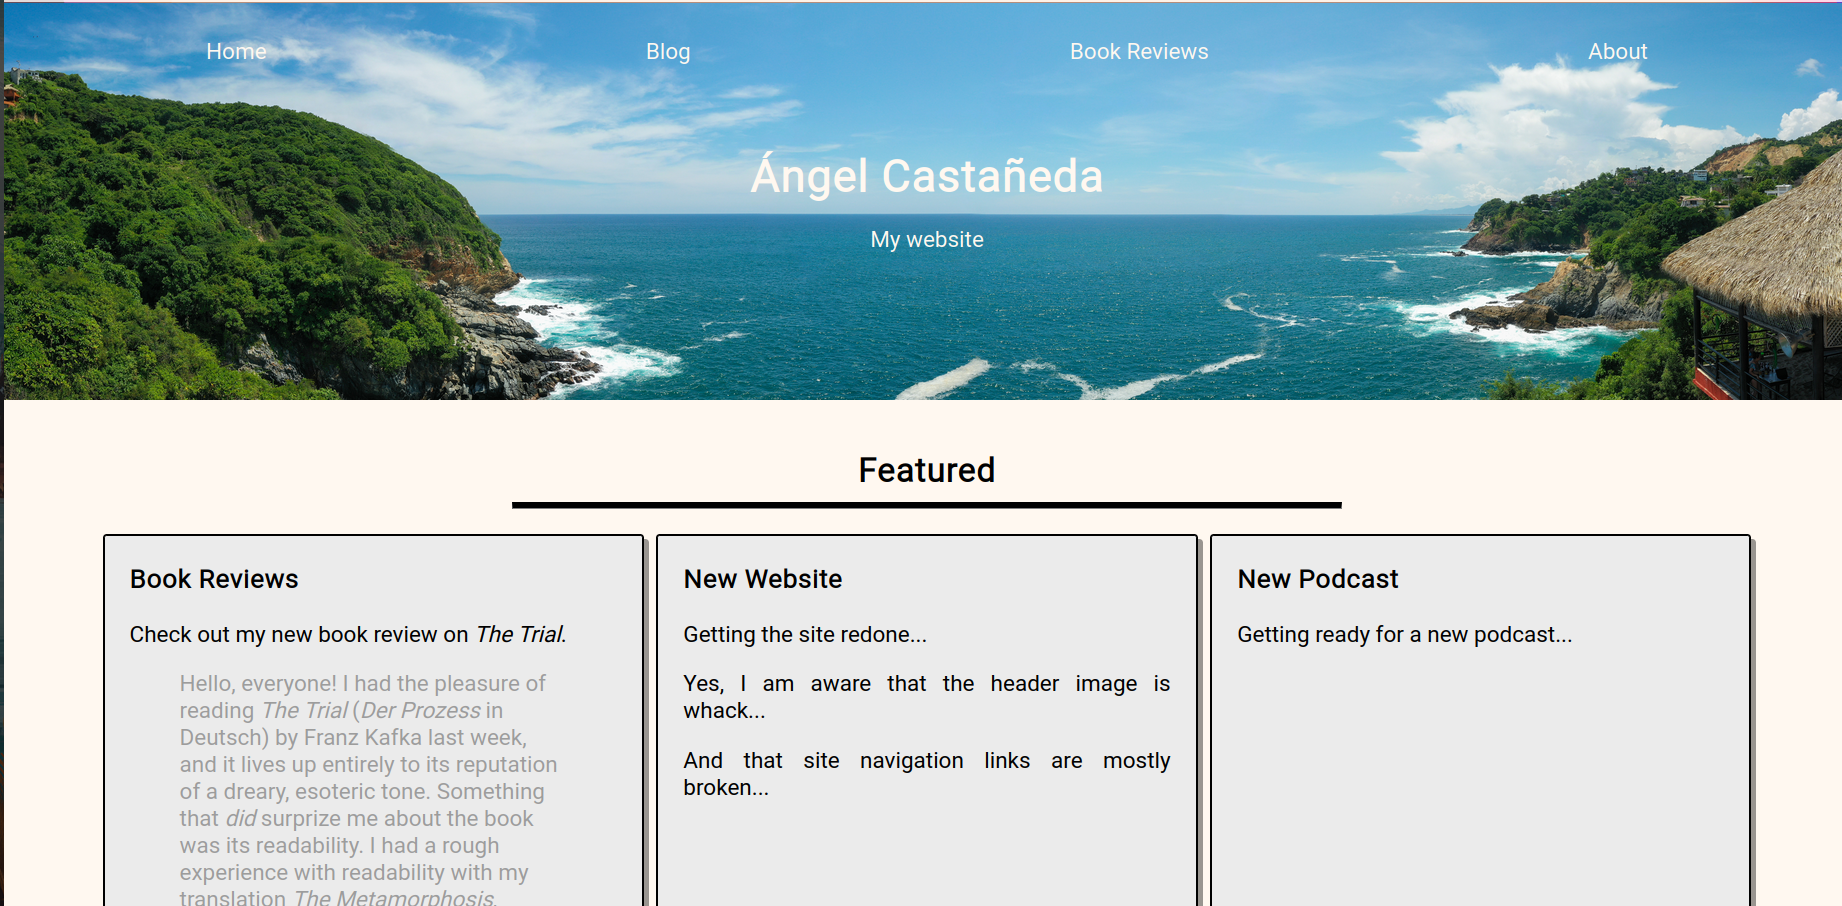 Home Blog Book Reviews About
Ángel Castañeda
My website
Featured
Book Reviews
Check out my new book review on The Trial.
Hello, everyone! I had the pleasure of
reading The Trial (Der Prozess in
Deutsch) by Franz Kafka last week,
and it lives up entirely to its reputation
of a dreary, esoteric tone. Something
that did surprize me about the book
was its readability. I had a rough
experience with readability with my
translation The Metamorphosis.
New Website
Getting the site redone...
Yes, I am aware that the header image is
whack...
And that site navigation links are mostly
broken...
New Podcast
Getting ready for a new podcast...